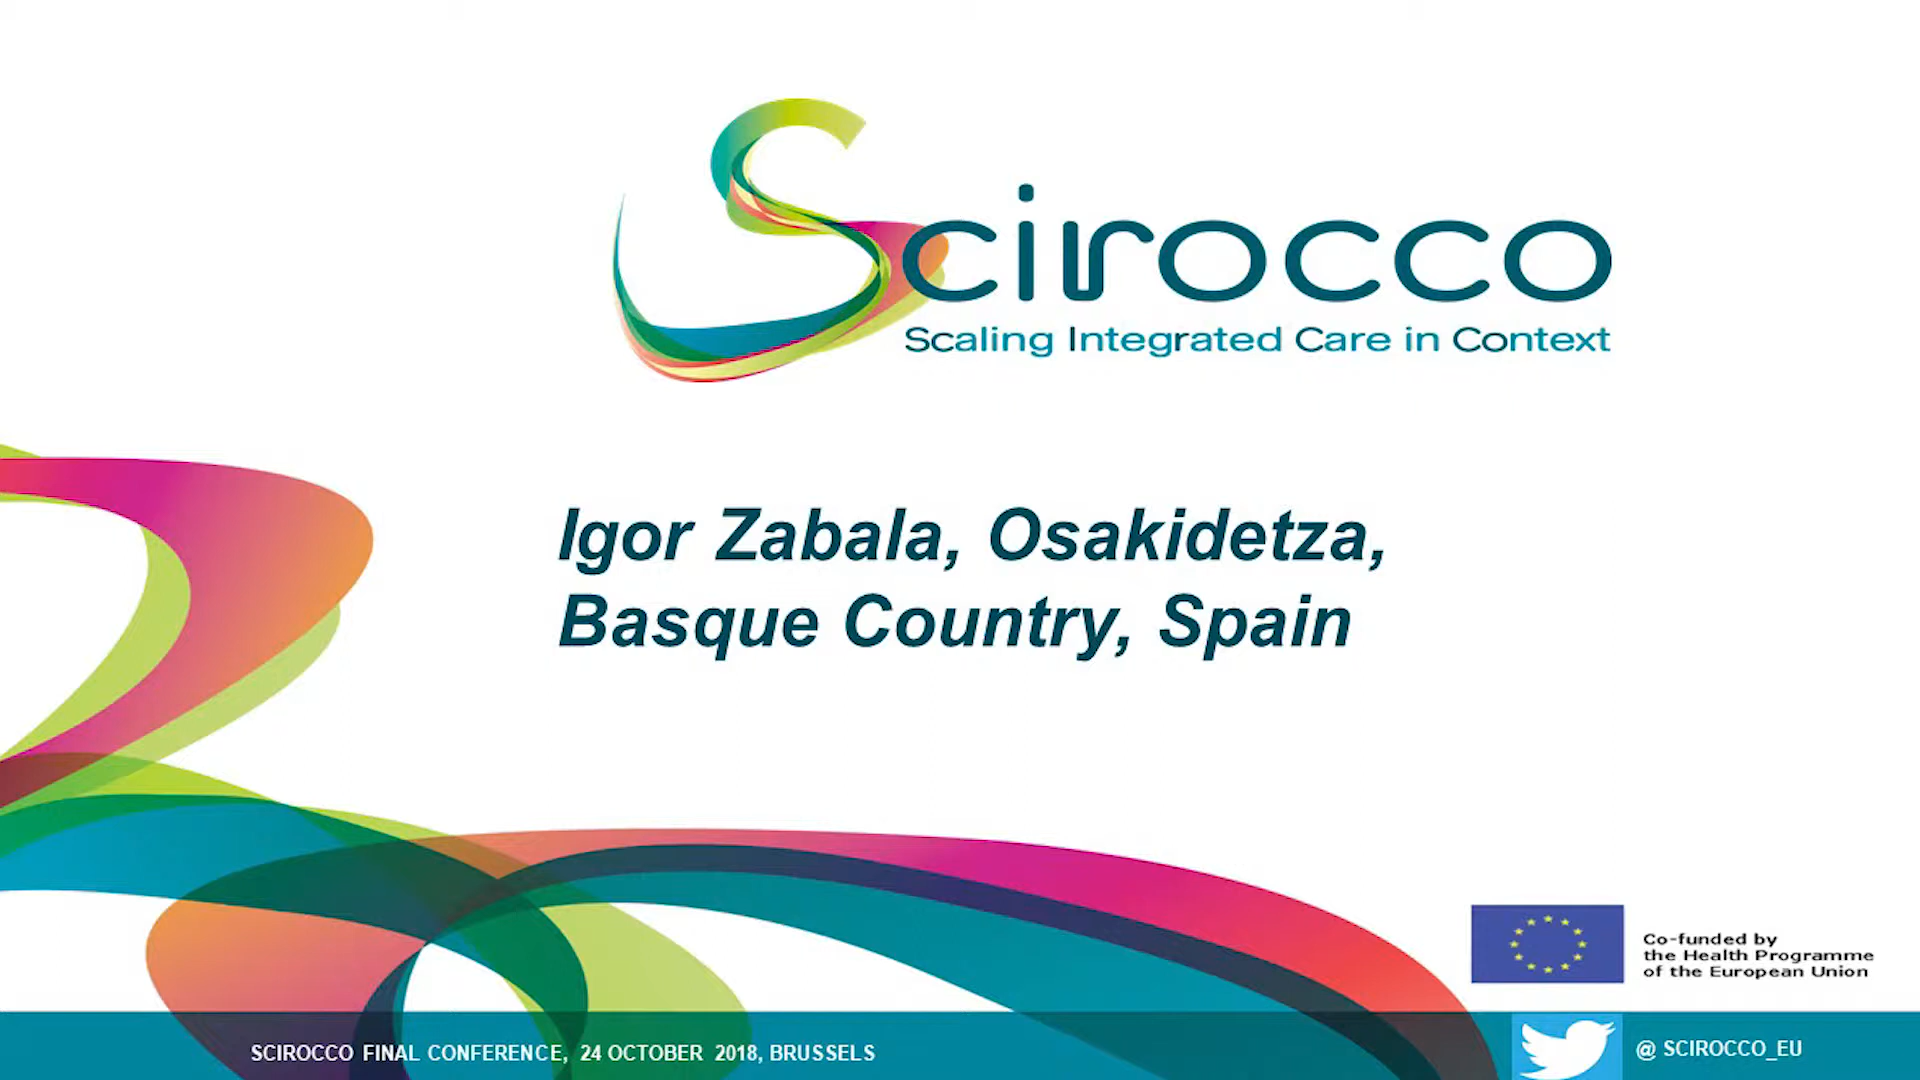 Scirocco
Scaling Integrated Care in Context
Igor Zabala, Osakidetza,
Basque Country, Spain
Co-funded by
the Health Programme
of the European Union
SCIROCCO FINAL CONFERENCE, 24 OCTOBER 2018, BRUSSELS
@ SCIROCCO_EU